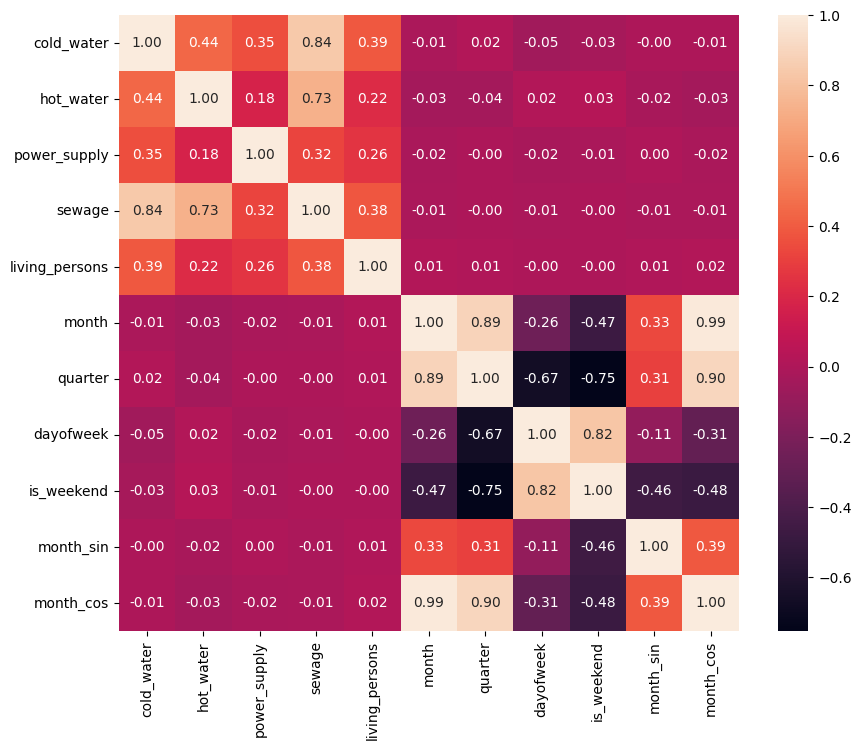 cold_water 1.00 0.44 0.35 0.84 0.39 -0.01 0.02 -0.05 -0.03 -0.00 -0.01
hot_water 0.44 1.00 0.18 0.73 0.22 -0.03 -0.04 0.02 0.03 -0.02 -0.03
power_supply 0.35 0.18 1.00 0.32 0.26 -0.02 -0.00 -0.02 -0.01 0.00 -0.02
sewage 0.84 0.73 0.32 1.00 0.38 -0.01 -0.00 -0.01 -0.00 -0.01 -0.01
living_persons 0.39 0.22 0.26 0.38 1.00 0.01 0.01 -0.00 -0.00 0.01 0.02
month -0.01 -0.03 -0.02 -0.01 0.01 1.00 0.89 -0.26 -0.47 0.33 0.99
quarter 0.02 -0.04 -0.00 -0.00 0.01 0.89 1.00 -0.67 -0.75 0.31 0.90
dayofweek -0.05 0.02 -0.02 -0.01 -0.00 -0.26 -0.67 1.00 0.82 -0.11 -0.31
is_weekend -0.03 0.03 -0.01 -0.00 -0.00 -0.47 -0.75 0.82 1.00 -0.46 -0.48
month_sin -0.00 -0.02 0.00 -0.01 0.01 0.33 0.31 -0.11 -0.46 1.00 0.39
month_cos -0.01 -0.03 -0.02 -0.01 0.02 0.99 0.90 -0.31 -0.48 0.39 1.00
cold_water hot_water power_supply sewage living_persons month quarter dayofweek is_weekend month_sin month_cos
1.0
0.8
0.6
0.4
0.2
0.0
−0.2
−0.4
−0.6